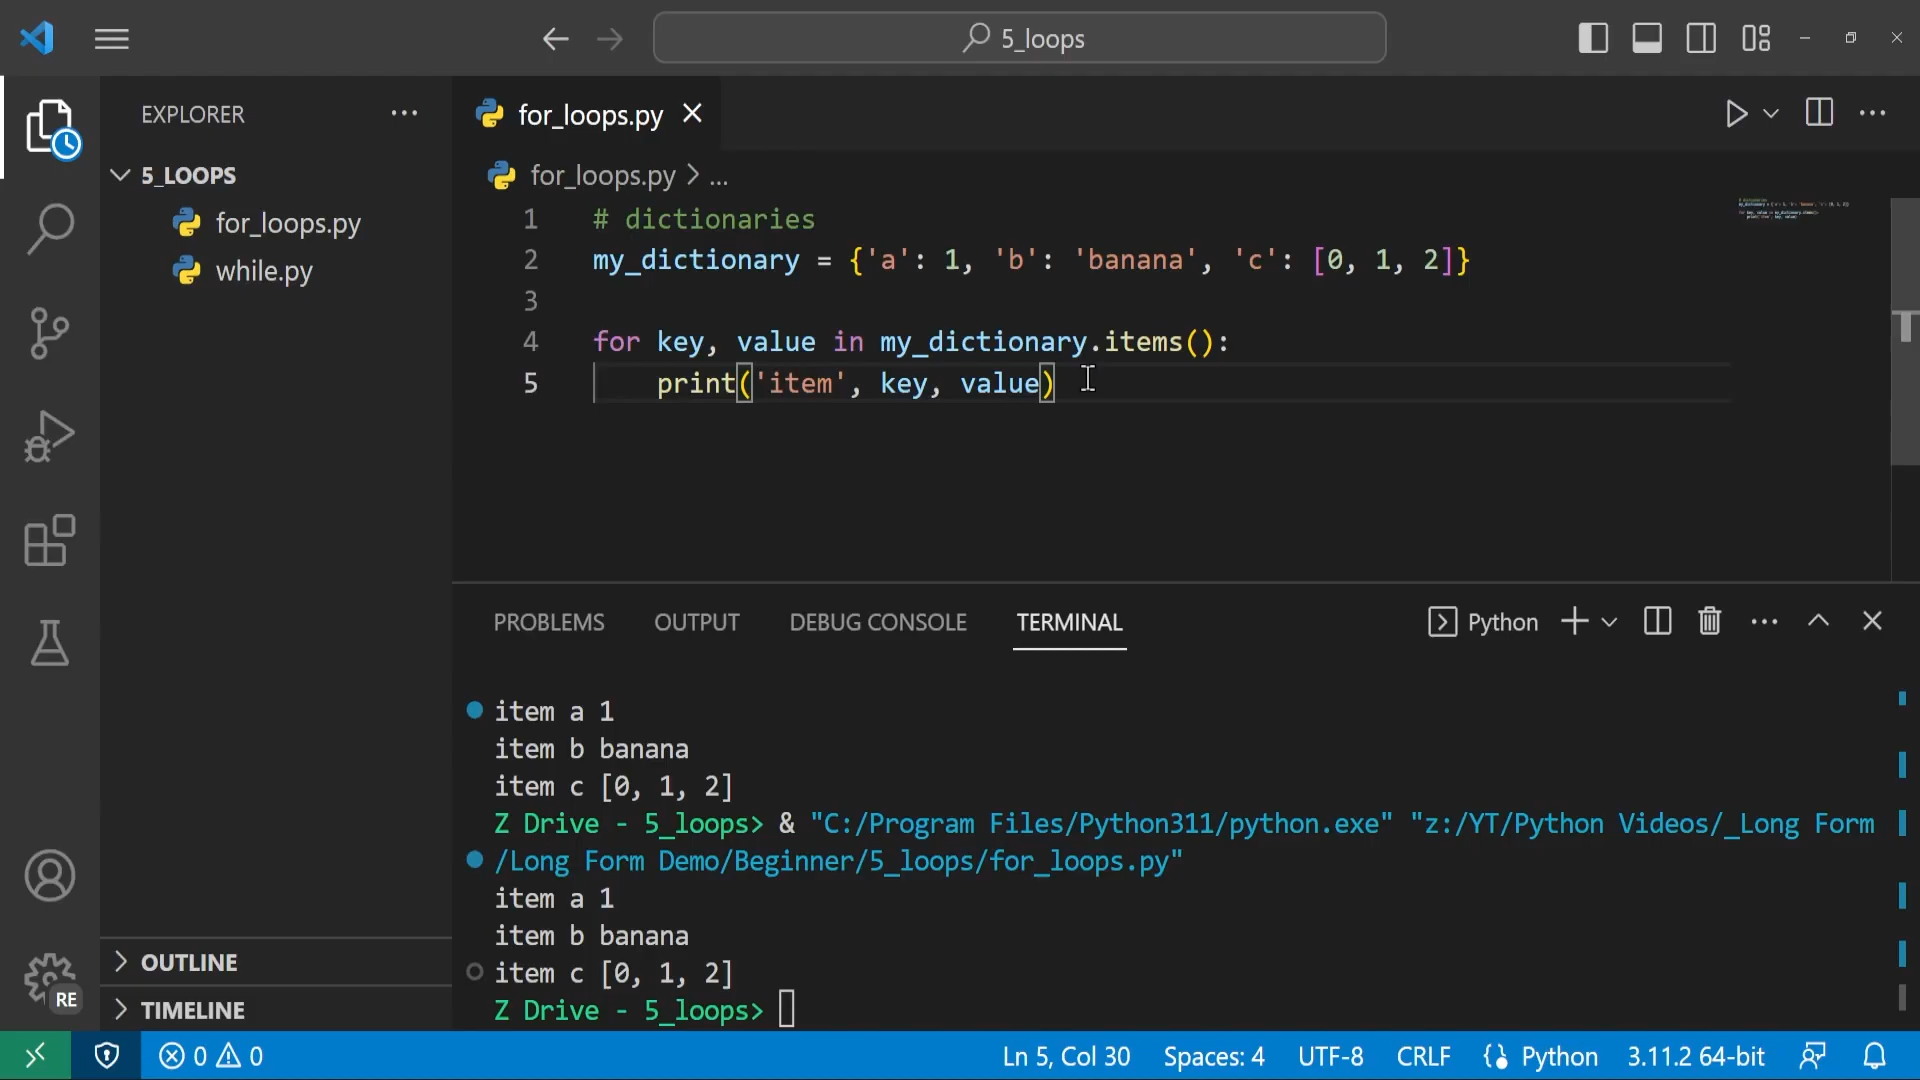 5_loops
EXPLORER
5_LOOPS
for_loops.py
while.py
OUTLINE
TIMELINE
RE
for_loops.py
for_loops.py > ...
1 # dictionaries
2 my_dictionary = {'a': 1, 'b': 'banana', 'c': [0, 1, 2]}
3
4 for key, value in my_dictionary.items():
5     print('item', key, value)
PROBLEMS OUTPUT DEBUG CONSOLE TERMINAL Python
item a 1
item b banana
item c [0, 1, 2]
Z Drive - 5_loops> & "C:/Program Files/Python311/python.exe" "z:/YT/Python Videos/_Long Form
/Long Form Demo/Beginner/5_loops/for_loops.py"
item a 1
item b banana
item c [0, 1, 2]
Z Drive - 5_loops>
0 0 Ln 5, Col 30 Spaces: 4 UTF-8 CRLF Python 3.11.2 64-bit